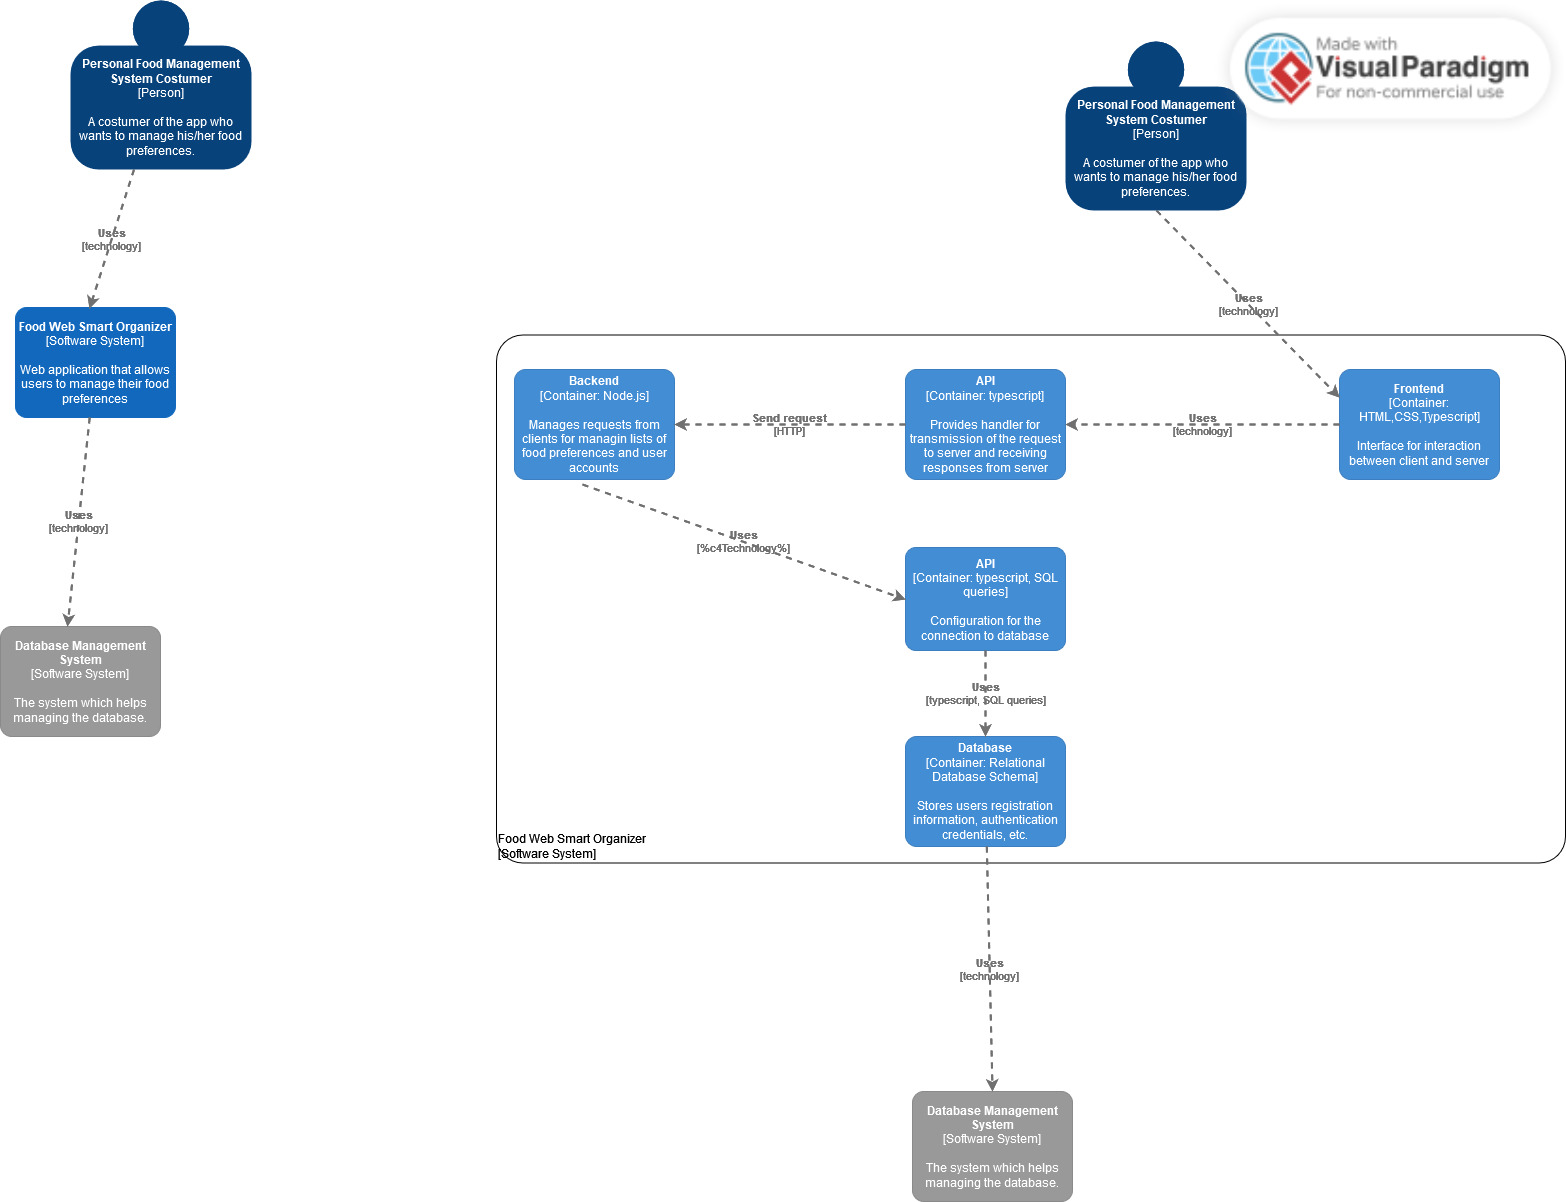 Personal Food Management
System Costumer
[Person]
A costumer of the app who
wants to manage his/her food
preferences.
Uses
[technology]
Food Web Smart Organizer
[Software System]
Web application that allows
users to manage their food
preferences
Uses
[technology]
Database Management
System
[Software System]
The system which helps
managing the database.
Made with
Visual Paradigm
For non-commercial use
Personal Food Management
System Costumer
[Person]
A costumer of the app who
wants to manage his/her food
preferences.
Uses
[technology]
Backend
[Container: Node.js]
Manages requests from
clients for managin lists of
food preferences and user
accounts
Send request
[HTTP]
API
[Container: typescript]
Provides handler for
transmission of the request
to server and receiving
responses from server
Uses
[technology]
Frontend
[Container:
HTML,CSS,Typescript]
Interface for interaction
between client and server
Uses
[%c4Technology%]
API
[Container: typescript, SQL
queries]
Configuration for the
connection to database
Uses
[typescript, SQL queries]
Database
[Container: Relational
Database Schema]
Stores users registration
information, authentication
credentials, etc.
Food Web Smart Organizer
[Software System]
Uses
[technology]
Database Management
System
[Software System]
The system which helps
managing the database.